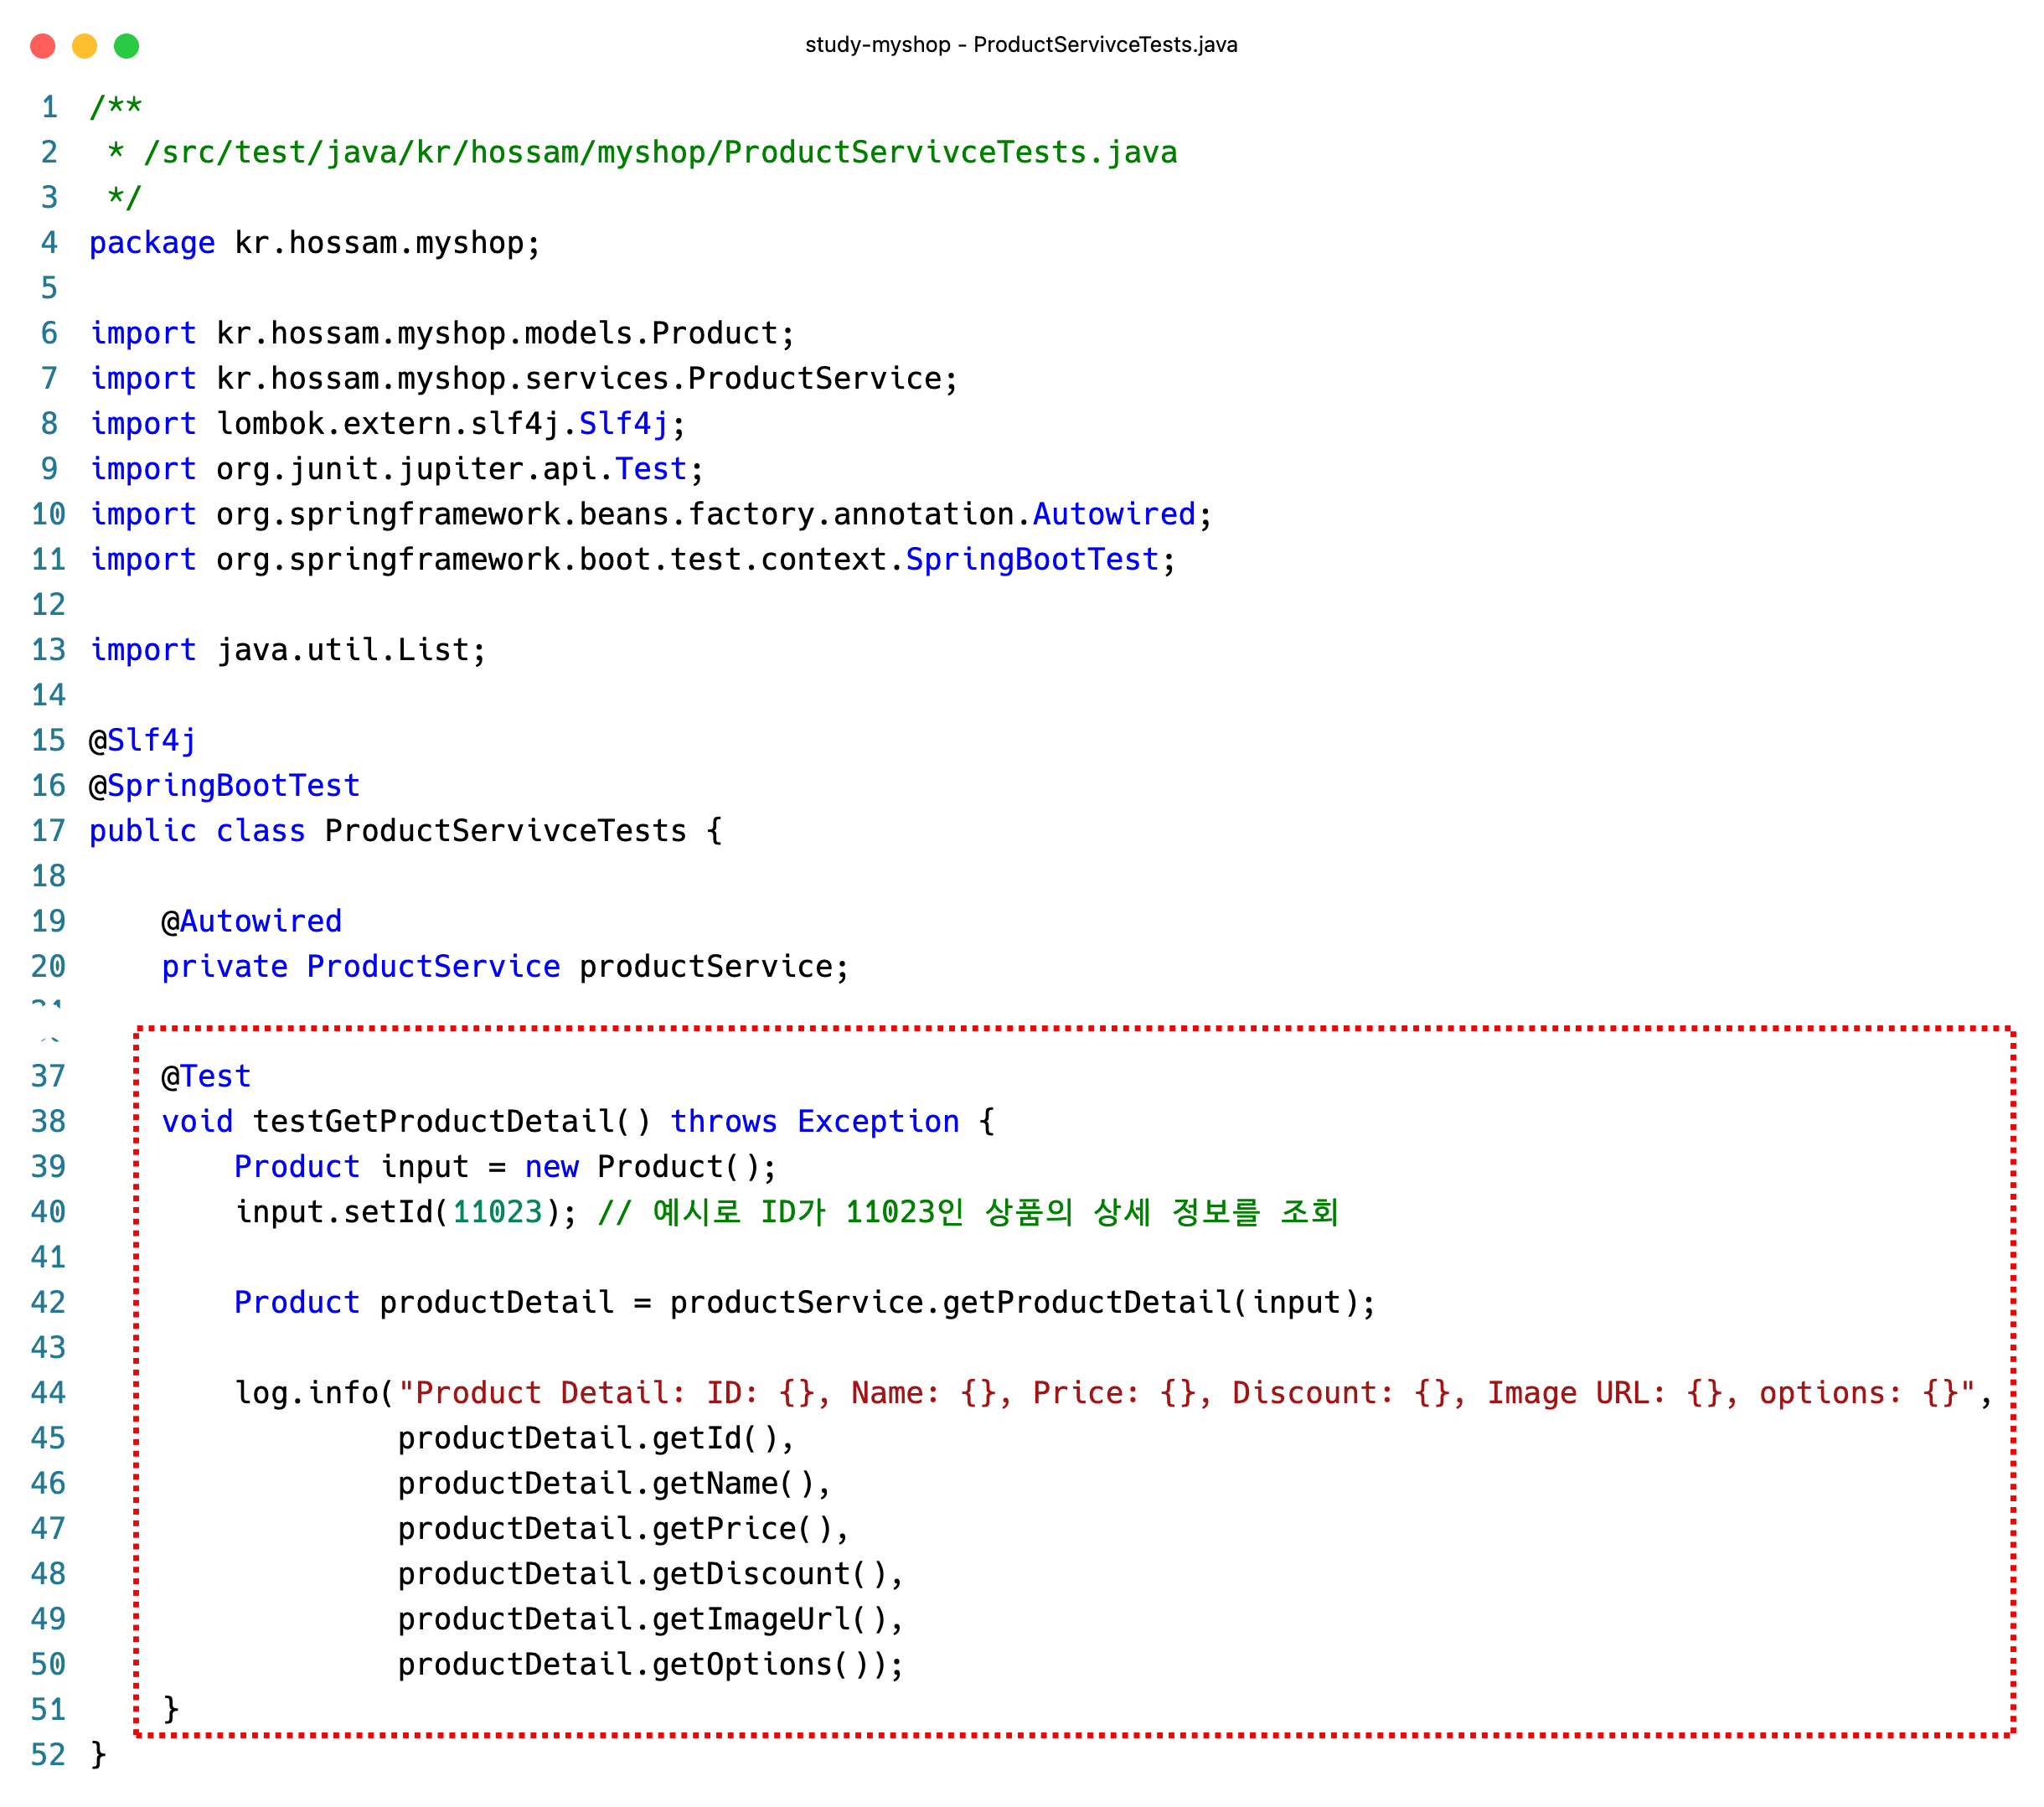 study-myshop - ProductServivceTests.java
1 /**
2  * /src/test/java/kr/hossam/myshop/ProductServivceTests.java
3  */
4 package kr.hossam.myshop;
5
6 import kr.hossam.myshop.models.Product;
7 import kr.hossam.myshop.services.ProductService;
8 import lombok.extern.slf4j.Slf4j;
9 import org.junit.jupiter.api.Test;
10 import org.springframework.beans.factory.annotation.Autowired;
11 import org.springframework.boot.test.context.SpringBootTest;
12
13 import java.util.List;
14
15 @Slf4j
16 @SpringBootTest
17 public class ProductServivceTests {
18
19     @Autowired
20     private ProductService productService;
37     @Test
38     void testGetProductDetail() throws Exception {
39         Product input = new Product();
40         input.setId(11023); // 예시로 ID가 11023인 상품의 상세 정보를 조회
41
42         Product productDetail = productService.getProductDetail(input);
43
44         log.info("Product Detail: ID: {}, Name: {}, Price: {}, Discount: {}, Image URL: {}, options: {}",
45                  productDetail.getId(),
46                  productDetail.getName(),
47                  productDetail.getPrice(),
48                  productDetail.getDiscount(),
49                  productDetail.getImageUrl(),
50                  productDetail.getOptions());
51     }
52 }